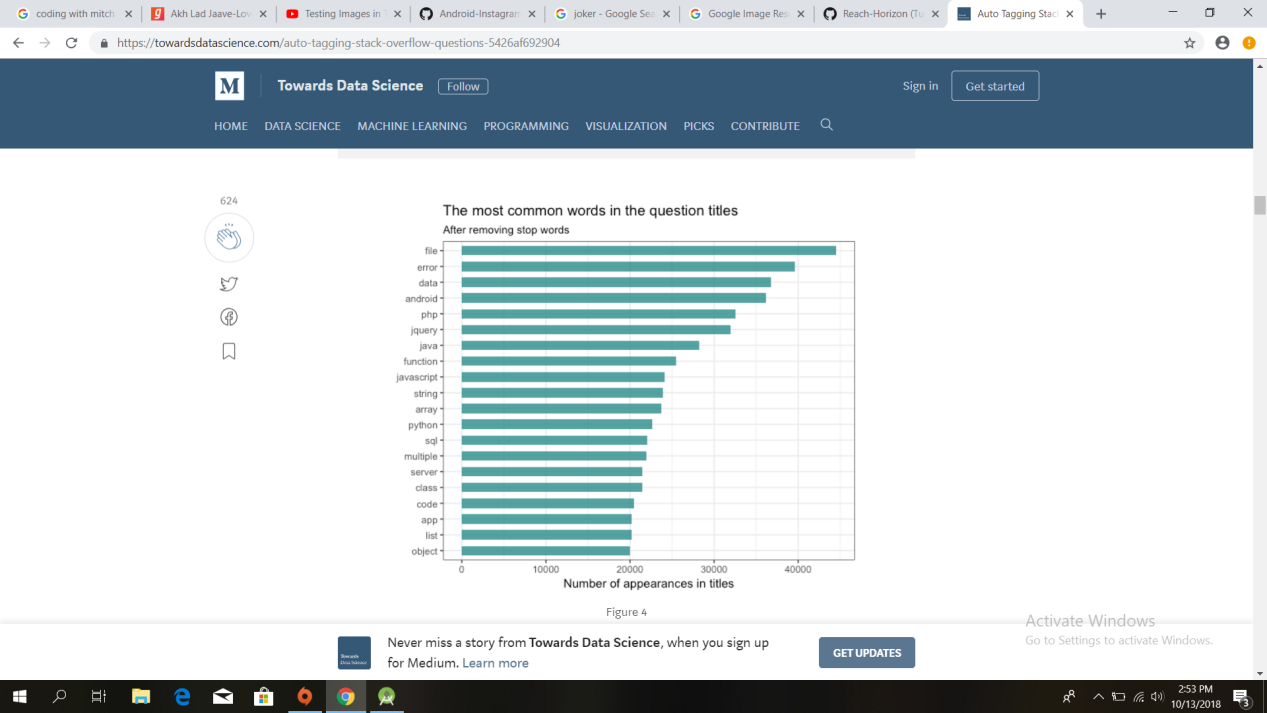 coding with mitch
Akh Lad Jaave-Lov
Testing Images in
Android-Instagram
joker - Google Sea
Google Image Res
Reach-Horizon (Tu
Auto Tagging Stac
https://towardsdatascience.com/auto-tagging-stack-overflow-questions-5426af692904
M
Towards Data Science
Follow
Sign in
Get started
HOME DATA SCIENCE MACHINE LEARNING PROGRAMMING VISUALIZATION PICKS CONTRIBUTE
624
The most common words in the question titles
After removing stop words
file
error
data
android
php
jquery
java
function
javascript
string
array
python
sql
multiple
server
class
code
app
list
object
0 10000 20000 30000 40000
Number of appearances in titles
Figure 4
Activate Windows
Go to Settings to activate Windows.
Towards
Data Science
Never miss a story from Towards Data Science, when you sign up
for Medium. Learn more
GET UPDATES
2:53 PM
10/13/2018
3